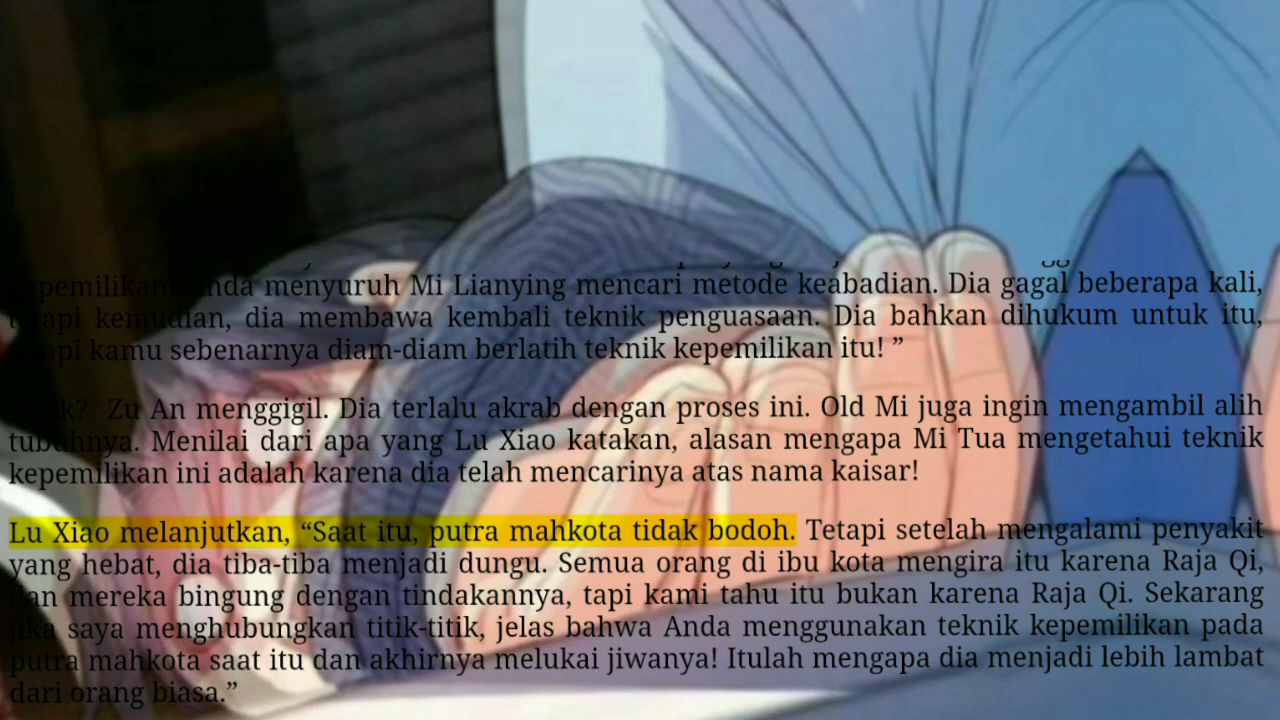 kepemilikan. Anda menyuruh Mi Lianying mencari metode keabadian. Dia gagal beberapa kali,
tetapi kemudian, dia membawa kembali teknik penguasaan. Dia bahkan dihukum untuk itu,
tetapi kamu sebenarnya diam-diam berlatih teknik kepemilikan itu! ”
Zu An menggigil. Dia terlalu akrab dengan proses ini. Old Mi juga ingin mengambil alih
tubuhnya. Menilai dari apa yang Lu Xiao katakan, alasan mengapa Mi Tua mengetahui teknik
kepemilikan ini adalah karena dia telah mencarinya atas nama kaisar!
Lu Xiao melanjutkan, “Saat itu, putra mahkota tidak bodoh. Tetapi setelah mengalami penyakit
yang hebat, dia tiba-tiba menjadi dungu. Semua orang di ibu kota mengira itu karena Raja Qi,
dan mereka bingung dengan tindakannya, tapi kami tahu itu bukan karena Raja Qi. Sekarang
jika saya menghubungkan titik-titik, jelas bahwa Anda menggunakan teknik kepemilikan pada
putra mahkota saat itu dan akhirnya melukai jiwanya! Itulah mengapa dia menjadi lebih lambat
dari orang biasa.”